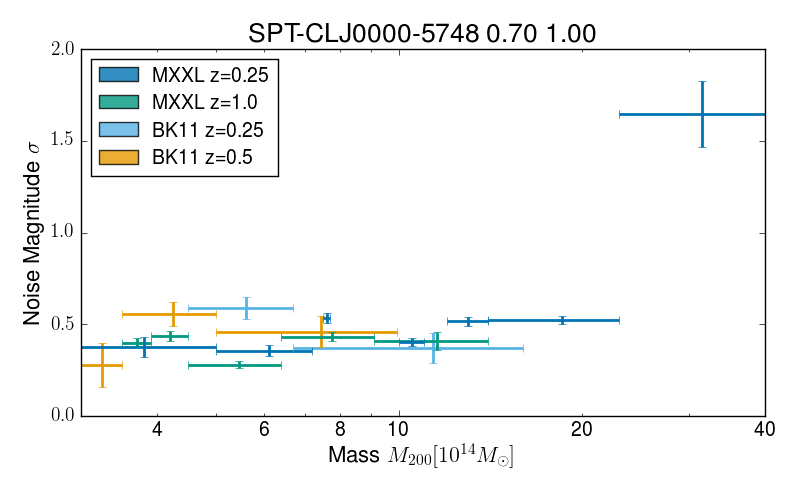 SPT-CLJ0000-5748 0.70 1.00
2.0
1.5
1.0
0.5
0.0
Noise Magnitude σ
MXXL z=0.25
MXXL z=1.0
BK11 z=0.25
BK11 z=0.5
4 6 8 10 20 40
Mass M₂₀₀[10¹⁴M☉]